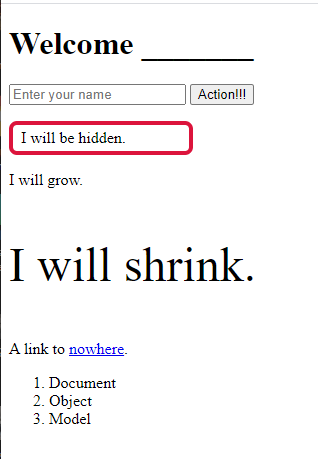 Welcome _______
Enter your name Action!!!
I will be hidden.
I will grow.
I will shrink.
A link to nowhere.
1. Document
2. Object
3. Model